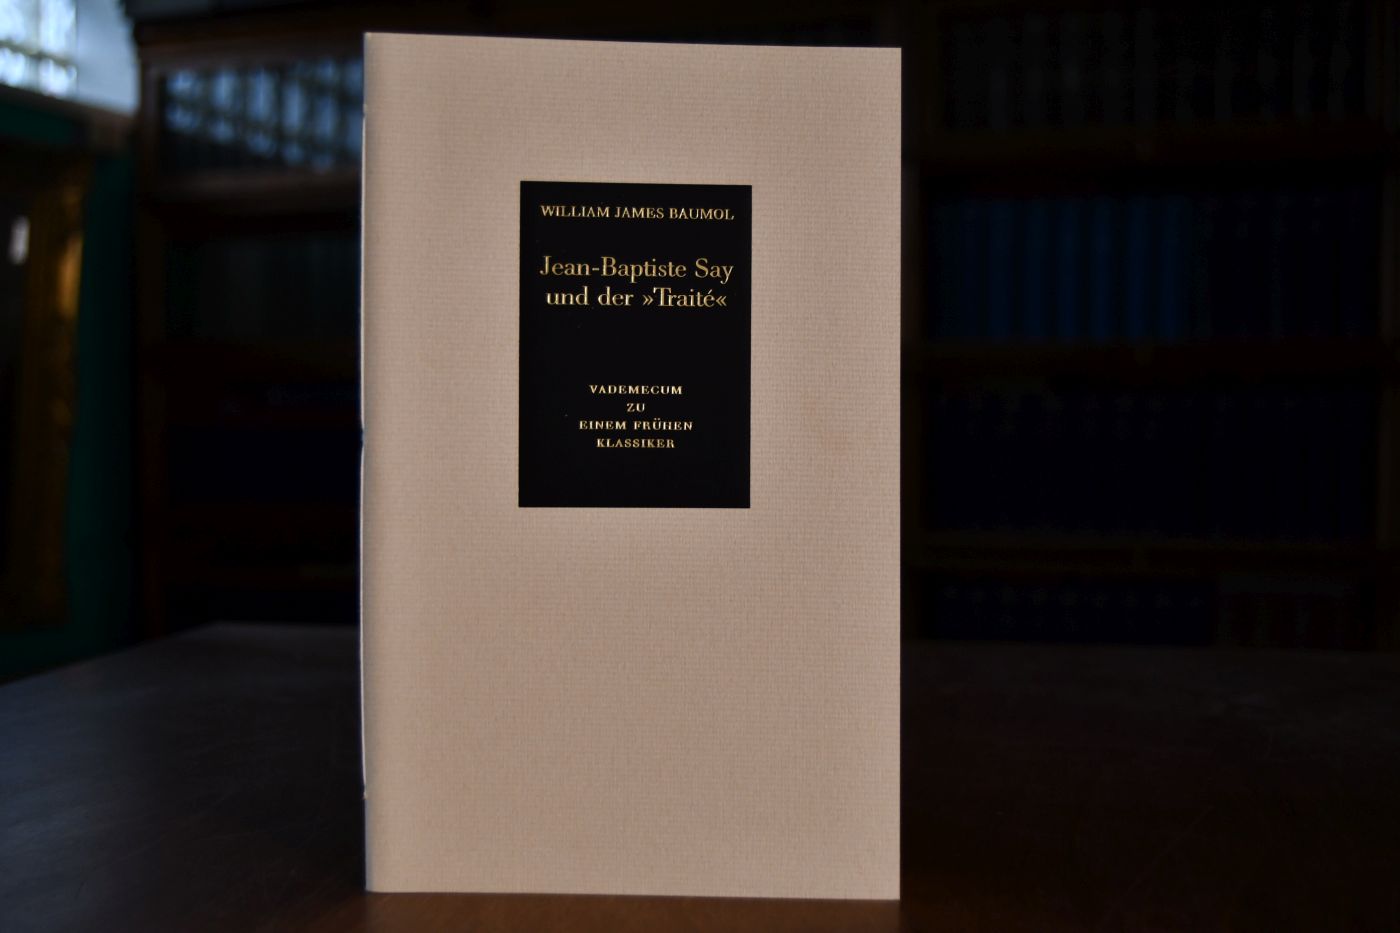 WILLIAM JAMES BAUMOL
Jean-Baptiste Say
und der »Traité«
VADEMECUM
ZU
EINEM FRÜHEN
KLASSIKER